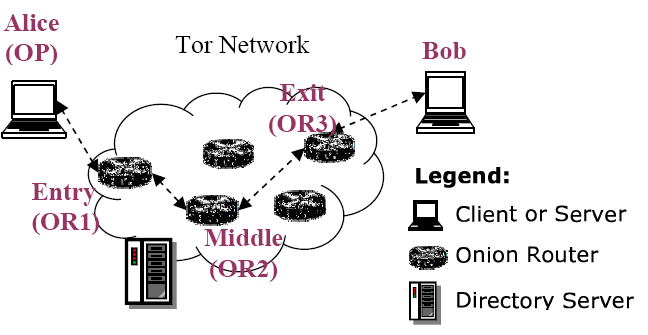 Alice
(OP)
Tor Network
Bob
Exit
(OR3)
Entry
(OR1)
Middle
(OR2)
Legend:
Client or Server
Onion Router
Directory Server